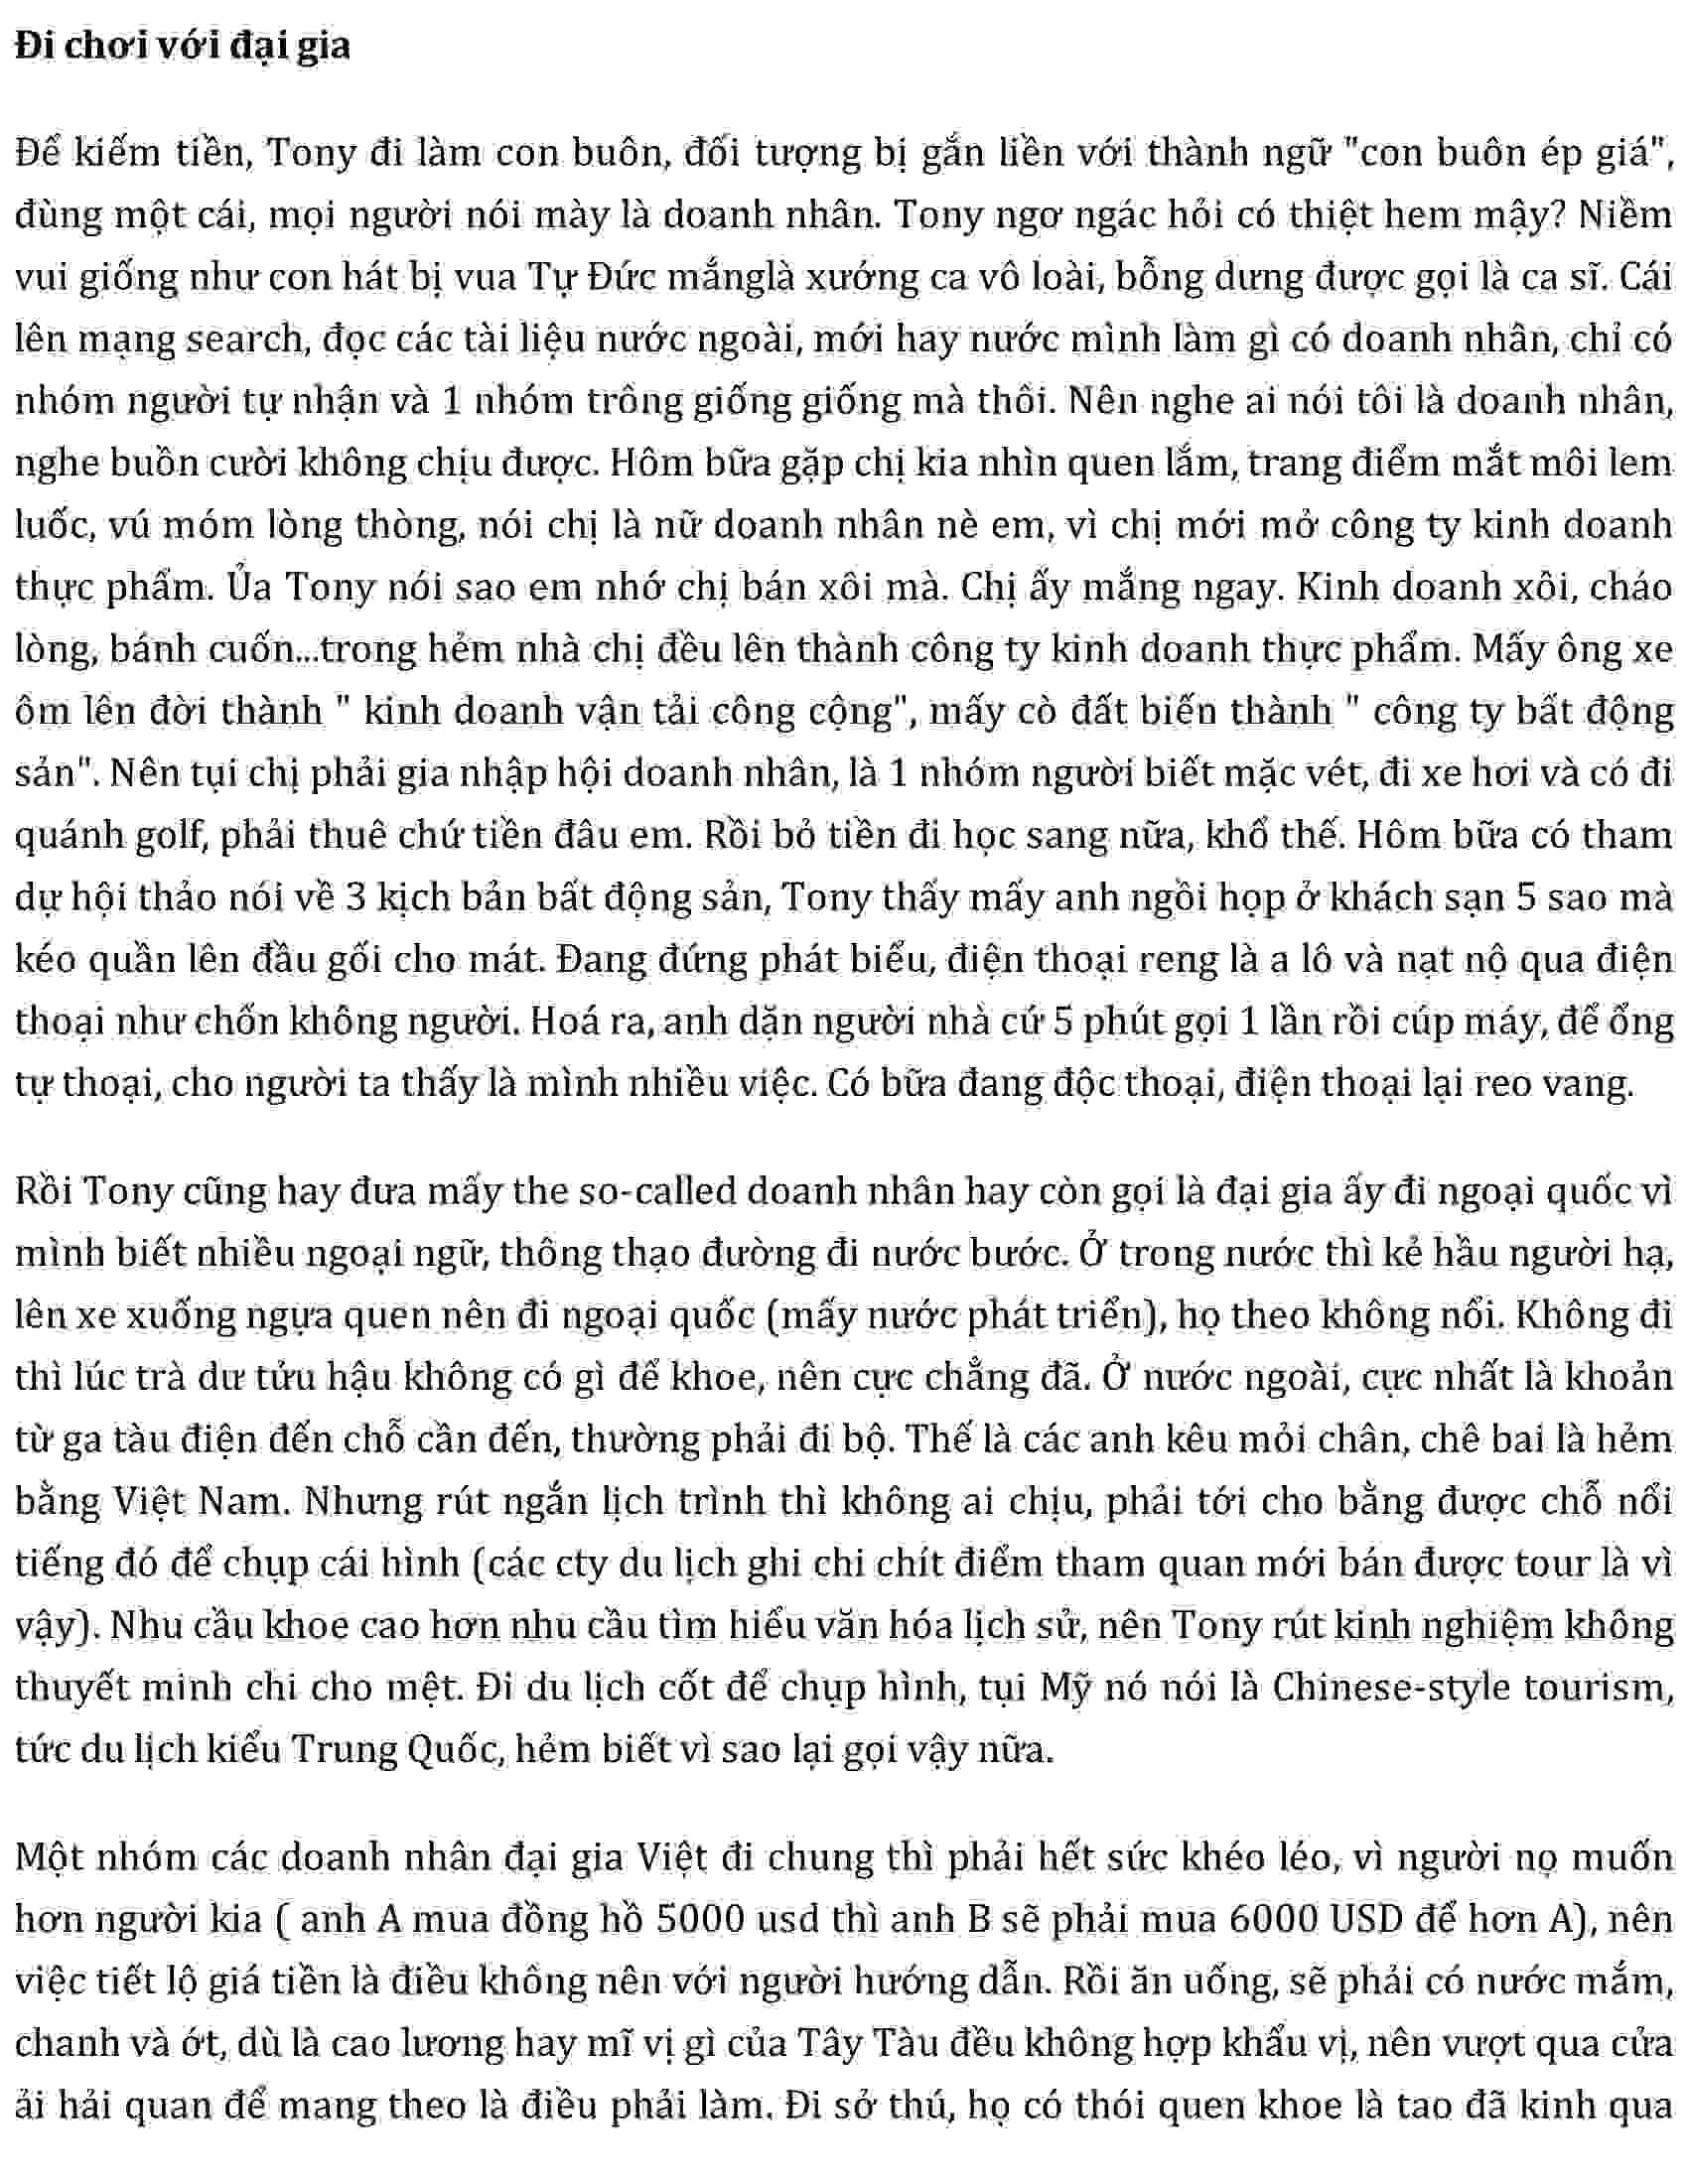 Đi chơi với đại gia
Để kiếm tiền, Tony đi làm con buôn, đối tượng bị gắn liền với thành ngữ "con buôn ép giá",
đùng một cái, mọi người nói mày là doanh nhân. Tony ngơ ngác hỏi có thiệt hem mậy? Niềm
vui giống như con hát bị vua Tự Đức mắnglà xướng ca vô loài, bỗng dưng được gọi là ca sĩ. Cái
lên mạng search, đọc các tài liệu nước ngoài, mới hay nước mình làm gì có doanh nhân, chỉ có
nhóm người tự nhận và 1 nhóm trông giống giống mà thôi. Nên nghe ai nói tôi là doanh nhân,
nghe buồn cười không chịu được. Hôm bữa gặp chị kia nhìn quen lắm, trang điểm mắt môi lem
luốc, vú móm lòng thòng, nói chị là nữ doanh nhân nè em, vì chị mới mở công ty kinh doanh
thực phẩm. Ủa Tony nói sao em nhớ chị bán xôi mà. Chị ấy mắng ngay. Kinh doanh xôi, cháo
lòng, bánh cuốn...trong hẻm nhà chị đều lên thành công ty kinh doanh thực phẩm. Mấy ông xe
ôm lên đời thành " kinh doanh vận tải công cộng", mấy cò đất biến thành " công ty bất động
sản". Nên tụi chị phải gia nhập hội doanh nhân, là 1 nhóm người biết mặc vét, đi xe hơi và có đi
quánh golf, phải thuê chứ tiền đâu em. Rồi bỏ tiền đi học sang nữa, khổ thế. Hôm bữa có tham
dự hội thảo nói về 3 kịch bản bất động sản, Tony thấy mấy anh ngồi họp ở khách sạn 5 sao mà
kéo quần lên đầu gối cho mát. Đang đứng phát biểu, điện thoại reng là a lô và nạt nộ qua điện
thoại như chốn không người. Hoá ra, anh dặn người nhà cứ 5 phút gọi 1 lần rồi cúp máy, để ổng
tự thoại, cho người ta thấy là mình nhiều việc. Có bữa đang độc thoại, điện thoại lại reo vang.
Rồi Tony cũng hay đưa mấy the so-called doanh nhân hay còn gọi là đại gia ấy đi ngoại quốc vì
mình biết nhiều ngoại ngữ, thông thạo đường đi nước bước. Ở trong nước thì kẻ hầu người hạ,
lên xe xuống ngựa quen nên đi ngoại quốc (mấy nước phát triển), họ theo không nổi. Không đi
thì lúc trà dư tửu hậu không có gì để khoe, nên cực chẳng đã. Ở nước ngoài, cực nhất là khoản
từ ga tàu điện đến chỗ cần đến, thường phải đi bộ. Thế là các anh kêu mỏi chân, chê bai là hẻm
bằng Việt Nam. Nhưng rút ngắn lịch trình thì không ai chịu, phải tới cho bằng được chỗ nổi
tiếng đó để chụp cái hình (các cty du lịch ghi chi chít điểm tham quan mới bán được tour là vì
vậy). Nhu cầu khoe cao hơn nhu cầu tìm hiểu văn hóa lịch sử, nên Tony rút kinh nghiệm không
thuyết minh chi cho mệt. Đi du lịch cốt để chụp hình, tụi Mỹ nó nói là Chinese-style tourism,
tức du lịch kiểu Trung Quốc, hẻm biết vì sao lại gọi vậy nữa.
Một nhóm các doanh nhân đại gia Việt đi chung thì phải hết sức khéo léo, vì người nọ muốn
hơn người kia ( anh A mua đồng hồ 5000 usd thì anh B sẽ phải mua 6000 USD để hơn A), nên
việc tiết lộ giá tiền là điều không nên với người hướng dẫn. Rồi ăn uống, sẽ phải có nước mắm,
chanh và ớt, dù là cao lương hay mĩ vị gì của Tây Tàu đều không hợp khẩu vị, nên vượt qua cửa
ải hải quan để mang theo là điều phải làm. Đi sở thú, họ có thói quen khoe là tao đã kinh qua